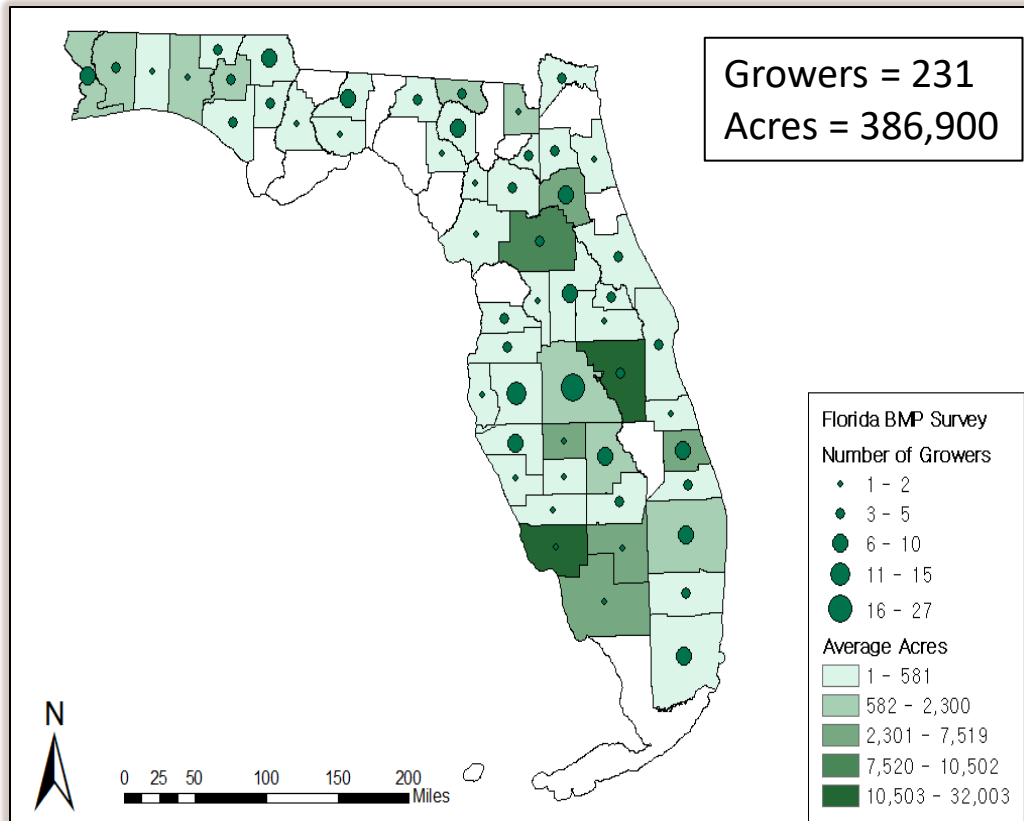 Growers = 231
Acres = 386,900
Florida BMP Survey
Number of Growers
1 - 2
3 - 5
6 - 10
11 - 15
16 - 27
Average Acres
1 - 581
582 - 2,300
2,301 - 7,519
7,520 - 10,502
10,503 - 32,003
N
0 25 50 100 150 200
Miles